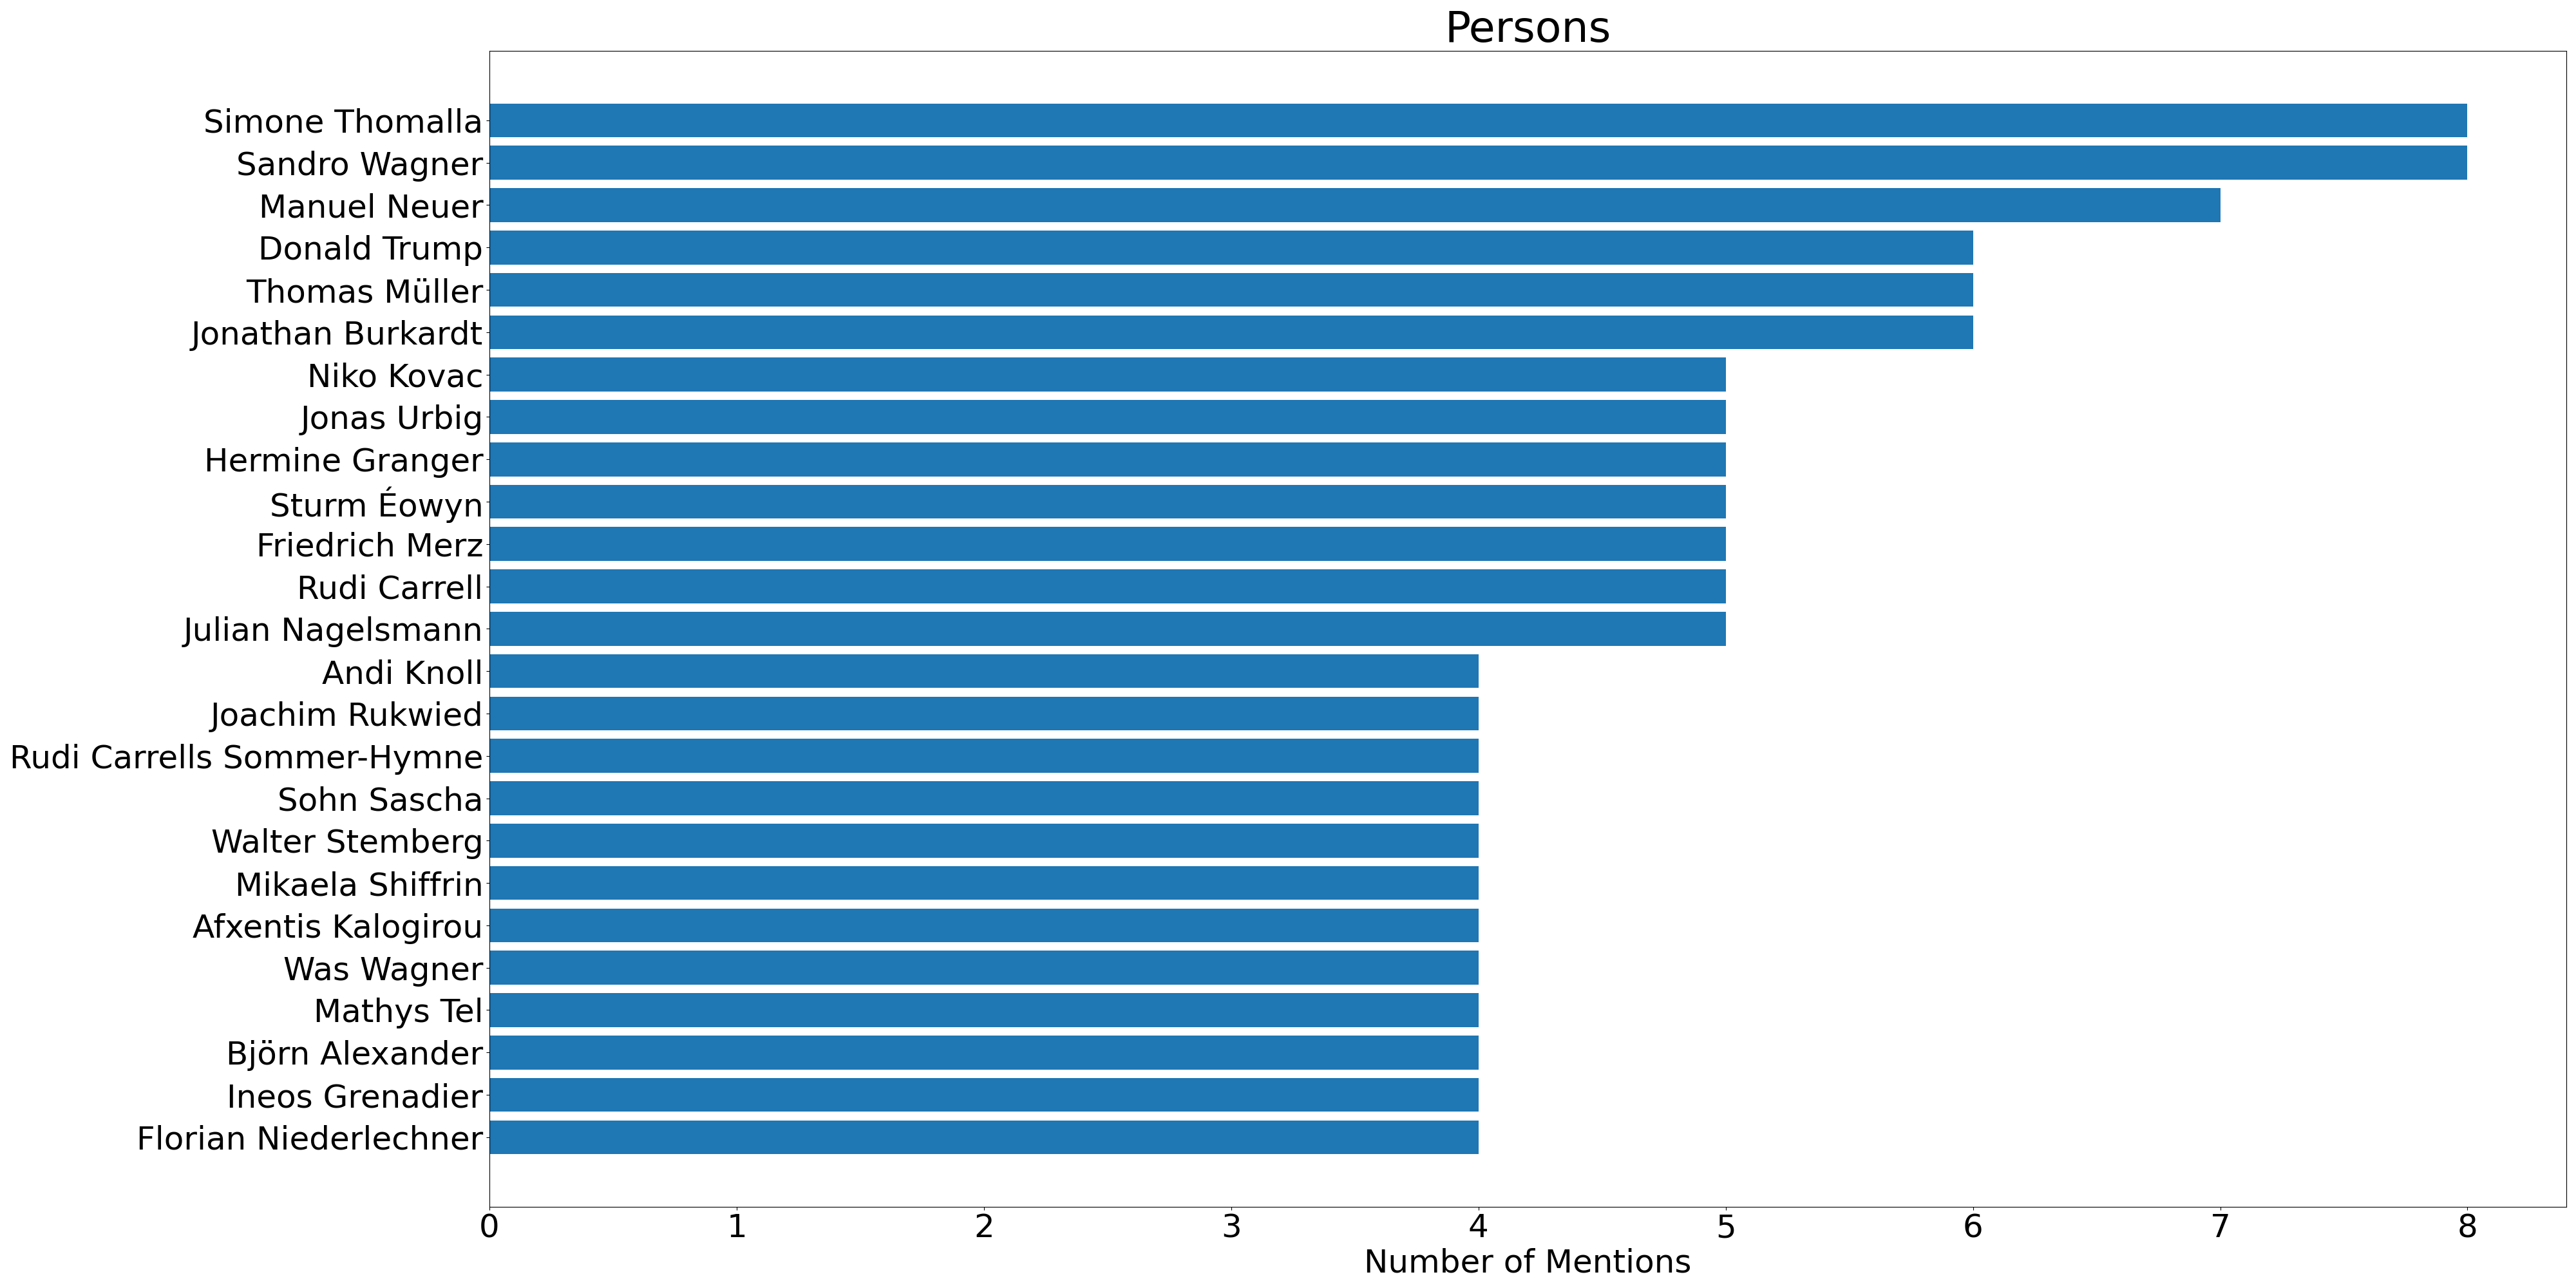 Persons
Simone Thomalla
Sandro Wagner
Manuel Neuer
Donald Trump
Thomas Müller
Jonathan Burkardt
Niko Kovac
Jonas Urbig
Hermine Granger
Sturm Éowyn
Friedrich Merz
Rudi Carrell
Julian Nagelsmann
Andi Knoll
Joachim Rukwied
Rudi Carrells Sommer-Hymne
Sohn Sascha
Walter Stemberg
Mikaela Shiffrin
Afxentis Kalogirou
Was Wagner
Mathys Tel
Björn Alexander
Ineos Grenadier
Florian Niederlechner
0 1 2 3 4 5 6 7 8
Number of Mentions